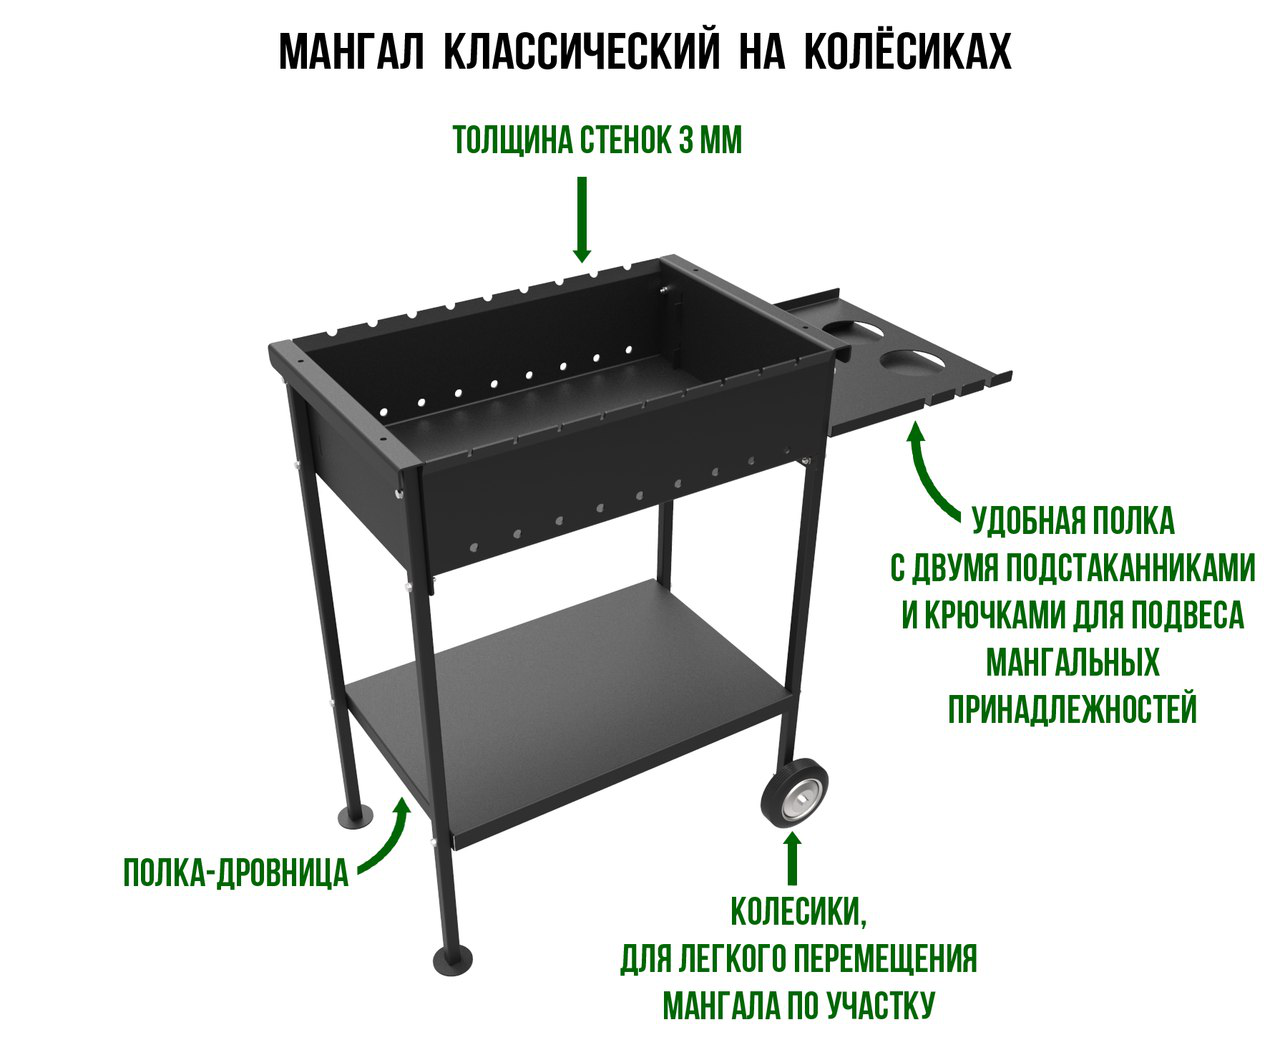 МАНГАЛ КЛАССИЧЕСКИЙ НА КОЛЁСИКАХ
ТОЛЩИНА СТЕНОК 3 ММ
УДОБНАЯ ПОЛКА
С ДВУМЯ ПОДСТАКАННИКАМИ
И КРЮЧКАМИ ДЛЯ ПОДВЕСА
МАНГАЛЬНЫХ
ПРИНАДЛЕЖНОСТЕЙ
ПОЛКА-ДРОВНИЦА
КОЛЕСИКИ,
ДЛЯ ЛЕГКОГО ПЕРЕМЕЩЕНИЯ
МАНГАЛА ПО УЧАСТКУ